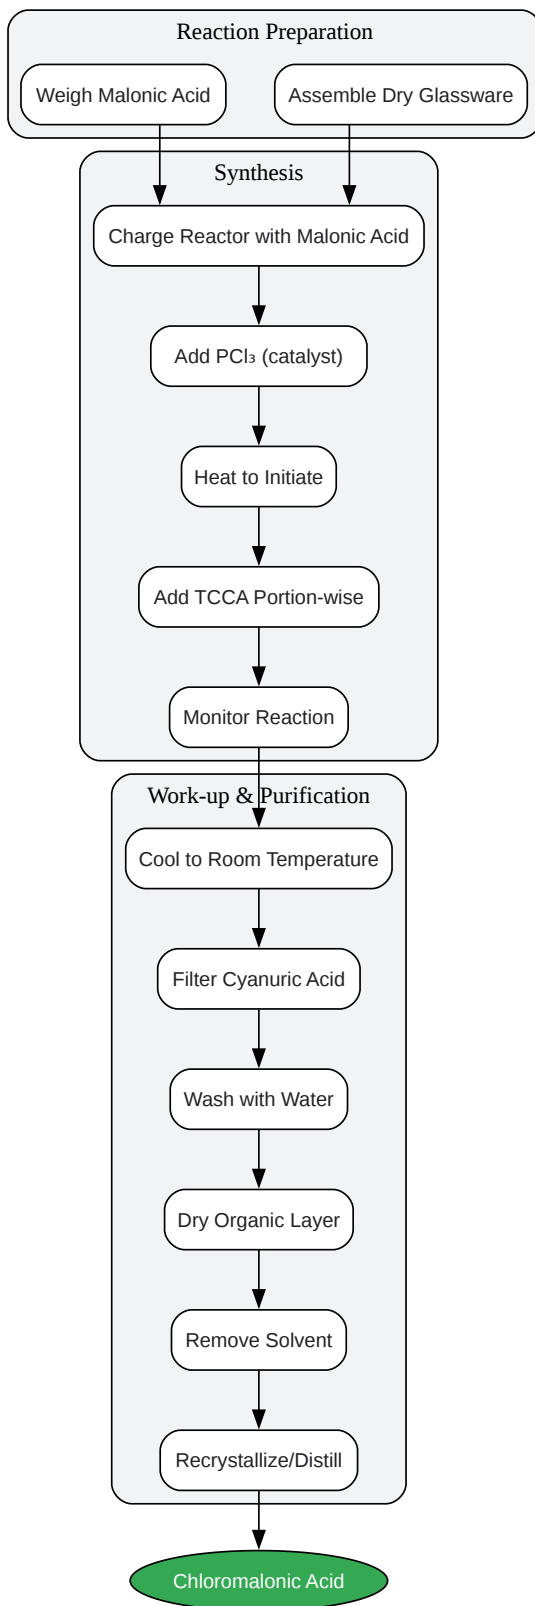 Reaction Preparation
Weigh Malonic Acid
Assemble Dry Glassware
Synthesis
Charge Reactor with Malonic Acid
Add PCl₃ (catalyst)
Heat to Initiate
Add TCCA Portion-wise
Monitor Reaction
Work-up & Purification
Cool to Room Temperature
Filter Cyanuric Acid
Wash with Water
Dry Organic Layer
Remove Solvent
Recrystallize/Distill
Chloromalonic Acid